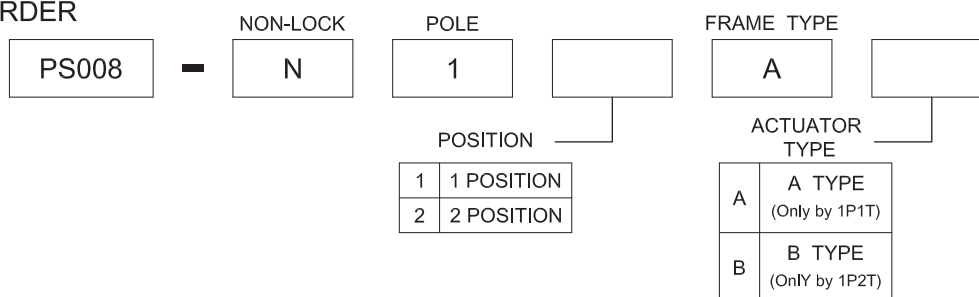 RDER
NON-LOCK POLE FRAME TYPE
PS008 - N 1 A
POSITION
1 1 POSITION
2 2 POSITION
ACTUATOR
TYPE
A A TYPE
(Only by 1P1T)
B B TYPE
(OnlY by 1P2T)